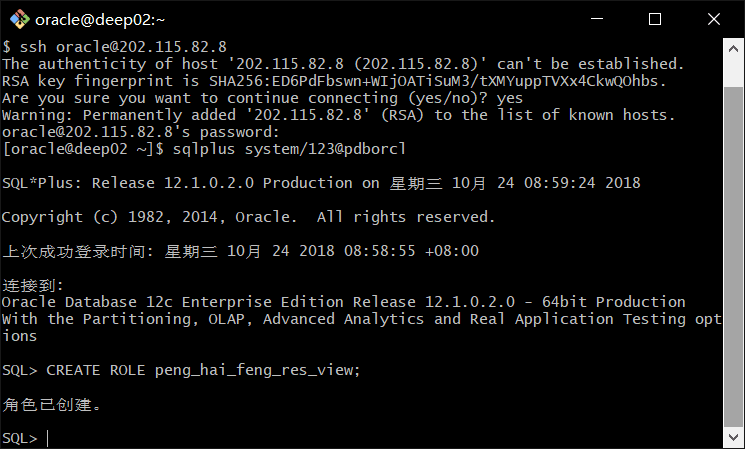 oracle@deep02:~
$ ssh oracle@202.115.82.8
The authenticity of host '202.115.82.8 (202.115.82.8)' can't be established.
RSA key fingerprint is SHA256:ED6PdFbswn+WIjOATiSuM3/tXMYuppTVXx4CkwQOhbs.
Are you sure you want to continue connecting (yes/no)? yes
Warning: Permanently added '202.115.82.8' (RSA) to the list of known hosts.
oracle@202.115.82.8's password:
[oracle@deep02 ~]$ sqlplus system/123@pdborcl
SQL*Plus: Release 12.1.0.2.0 Production on 星期三 10月 24 08:59:24 2018
Copyright (c) 1982, 2014, Oracle.  All rights reserved.
上次成功登录时间: 星期三 10月 24 2018 08:58:55 +08:00
连接到:
Oracle Database 12c Enterprise Edition Release 12.1.0.2.0 - 64bit Production
With the Partitioning, OLAP, Advanced Analytics and Real Application Testing opt
ions
SQL> CREATE ROLE peng_hai_feng_res_view;
角色已创建。
SQL>